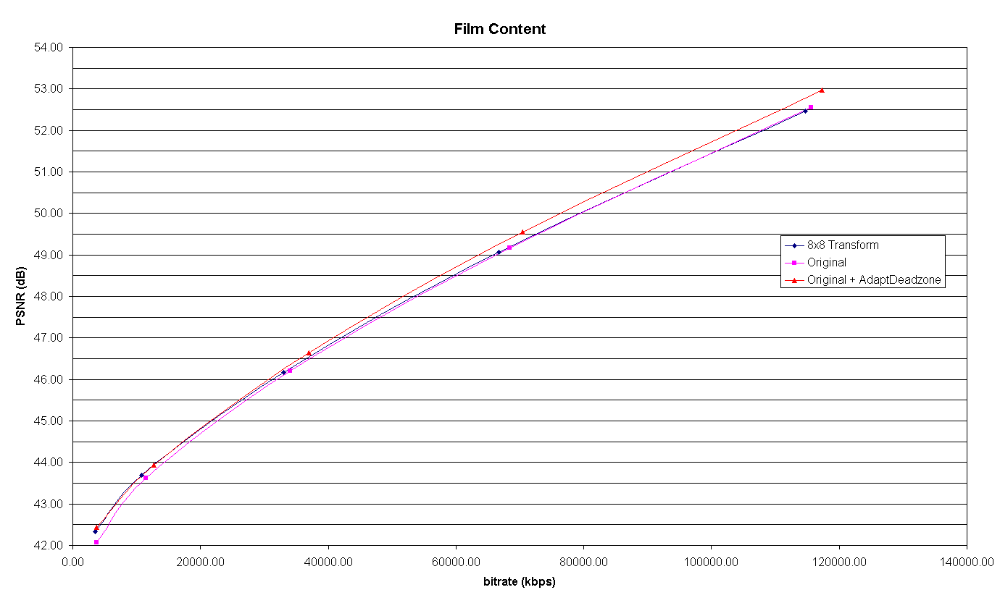 Film Content
54.00
53.00
52.00
51.00
50.00
49.00
48.00
47.00
46.00
45.00
44.00
43.00
42.00
PSNR (dB)
8x8 Transform
Original
Original + AdaptDeadzone
0.00 20000.00 40000.00 60000.00 80000.00 100000.00 120000.00 140000.00
bitrate (kbps)